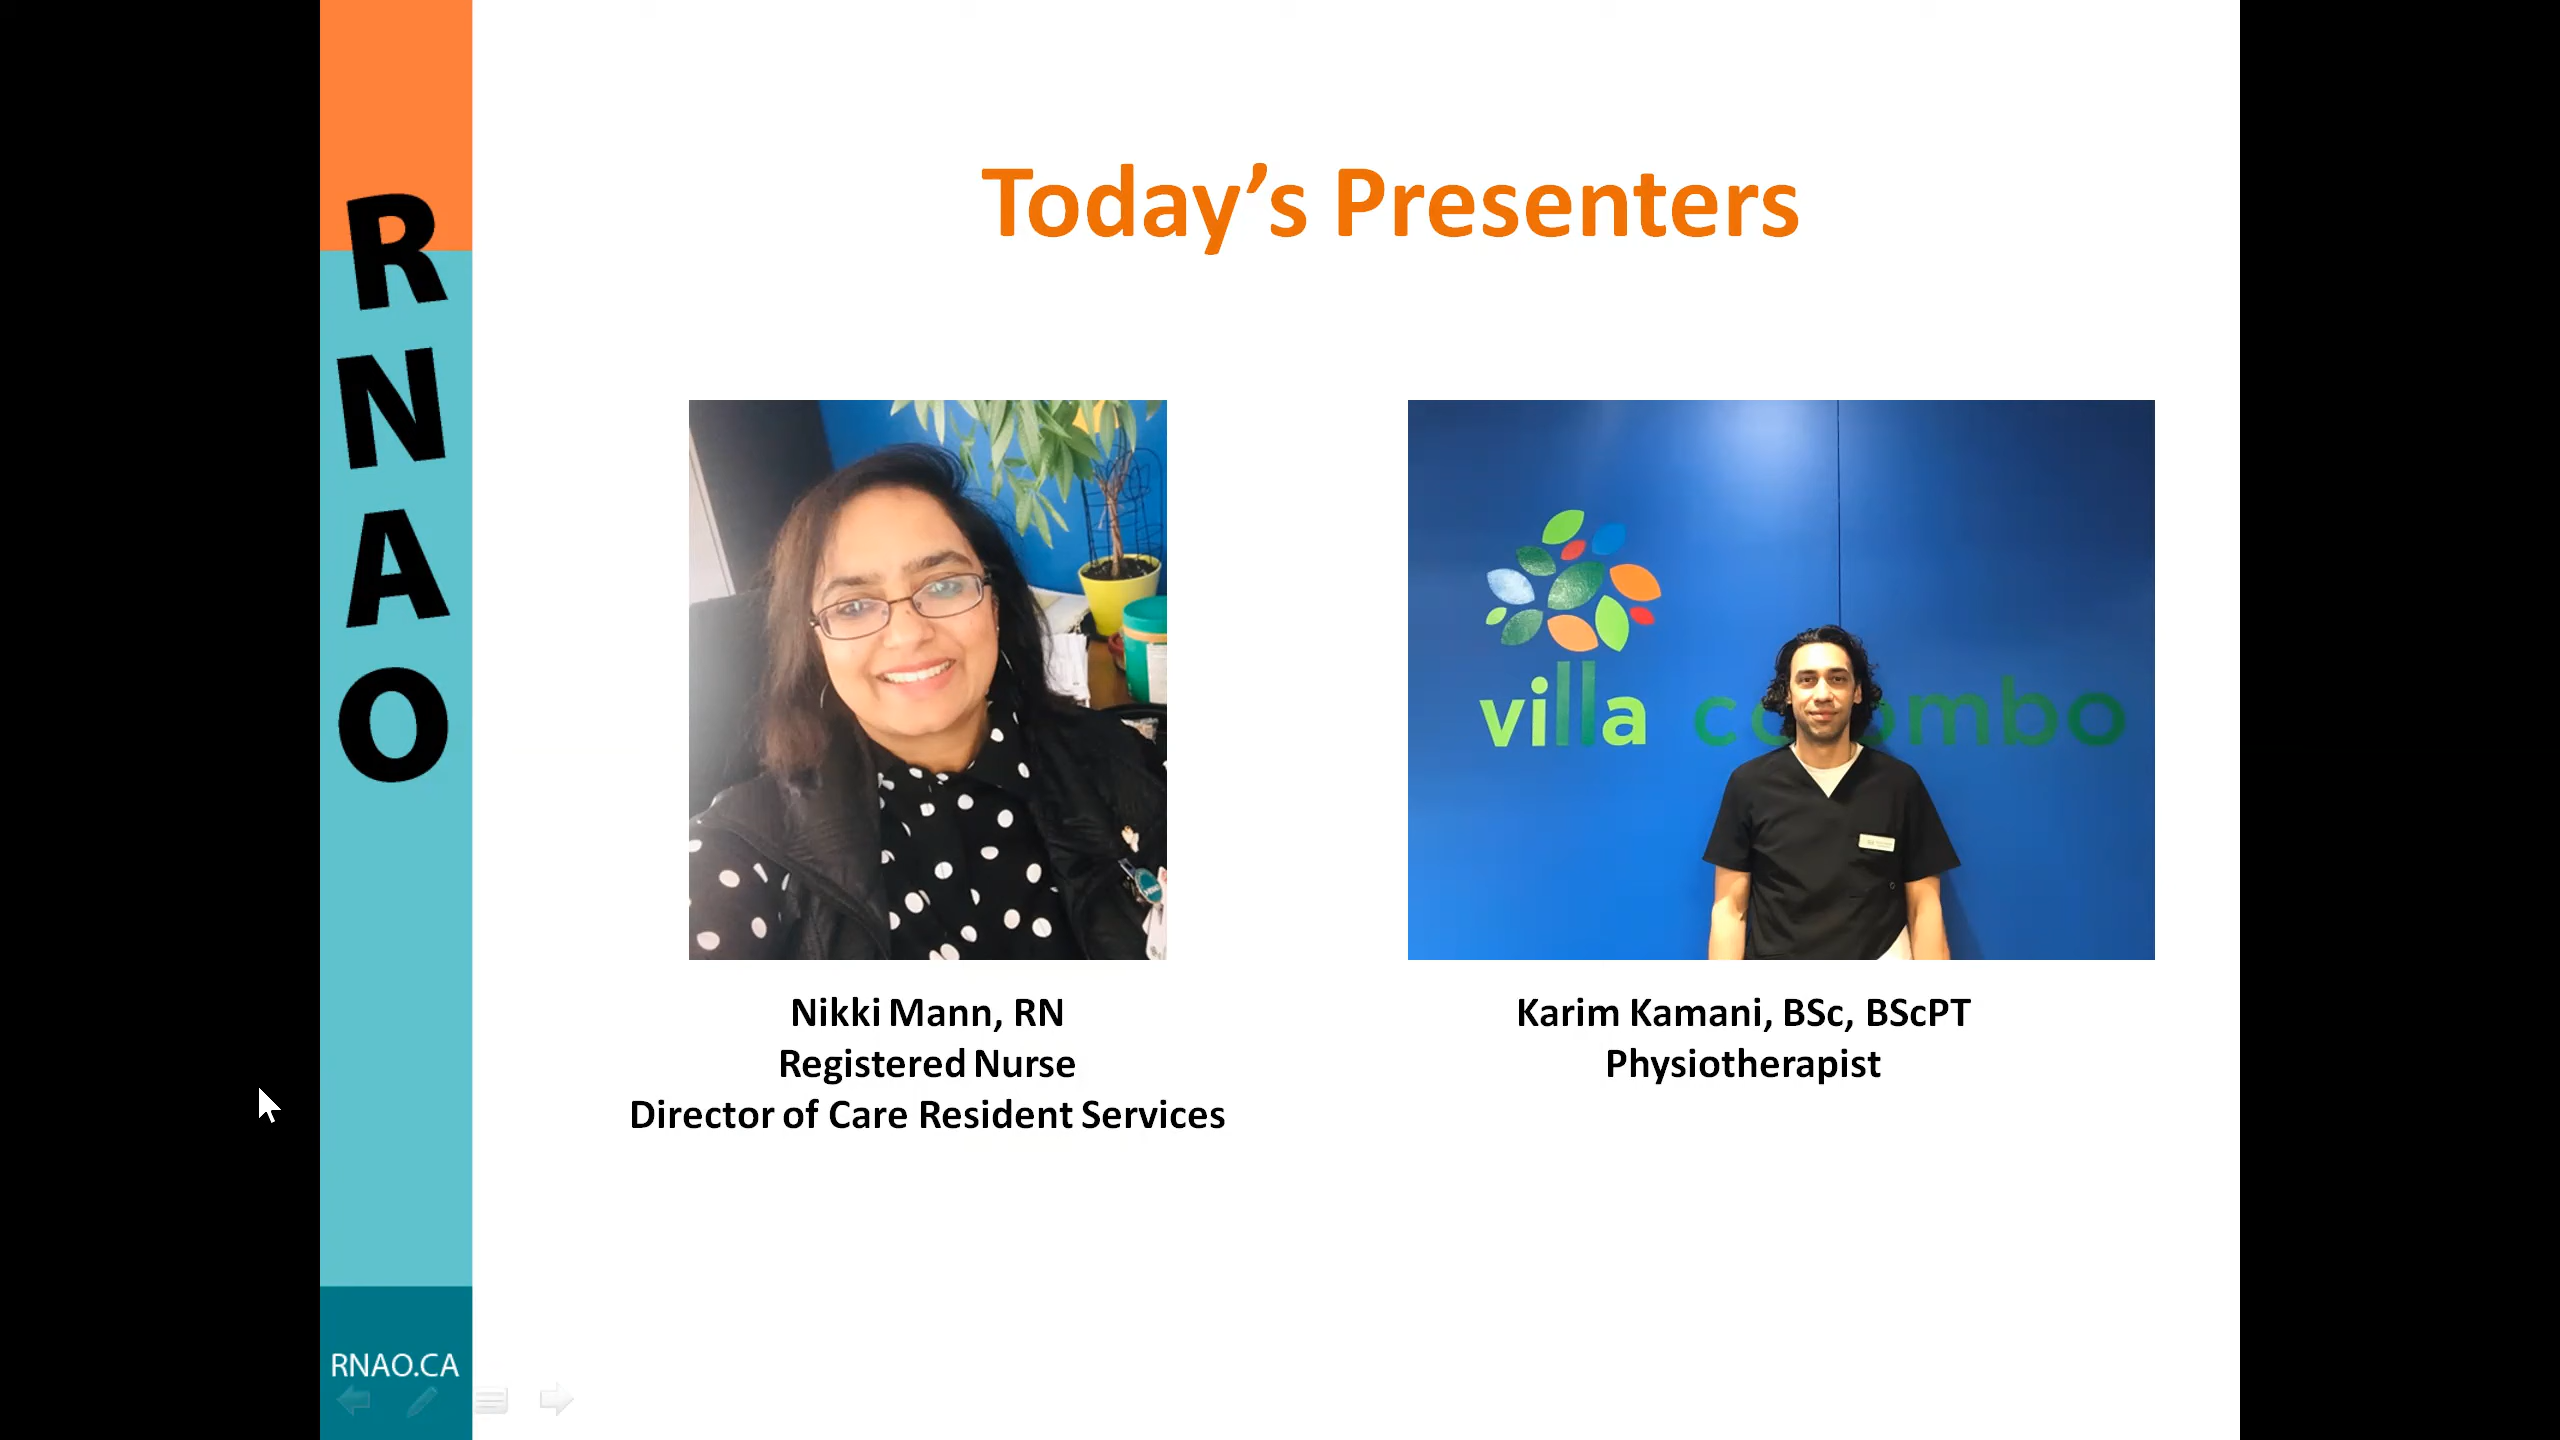 RNAO
Today’s Presenters
villa colombo
Nikki Mann, RN
Registered Nurse
Director of Care Resident Services
Karim Kamani, BSc, BScPT
Physiotherapist
RNAO.CA